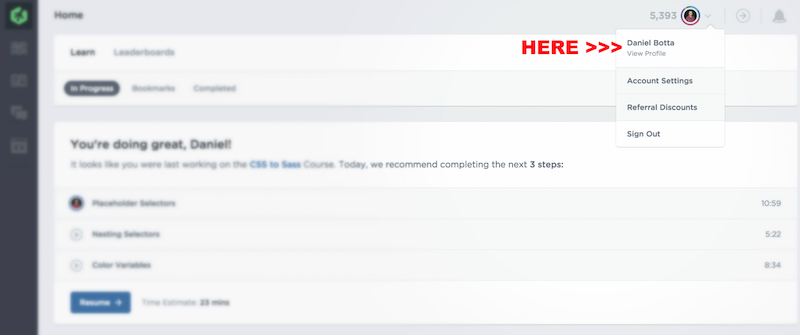 Home
5,393
HERE >>>
Daniel Botta
View Profile
Account Settings
Referral Discounts
Sign Out
Learn
Leaderboards
In Progress
Bookmarks
Completed
You're doing great, Daniel!
It looks like you were last working on the CSS to Sass Course. Today, we recommend completing the next 3 steps:
Placeholder Selectors
10:59
Nesting Selectors
5:22
Color Variables
8:34
Resume →
Time Estimate: 23 mins